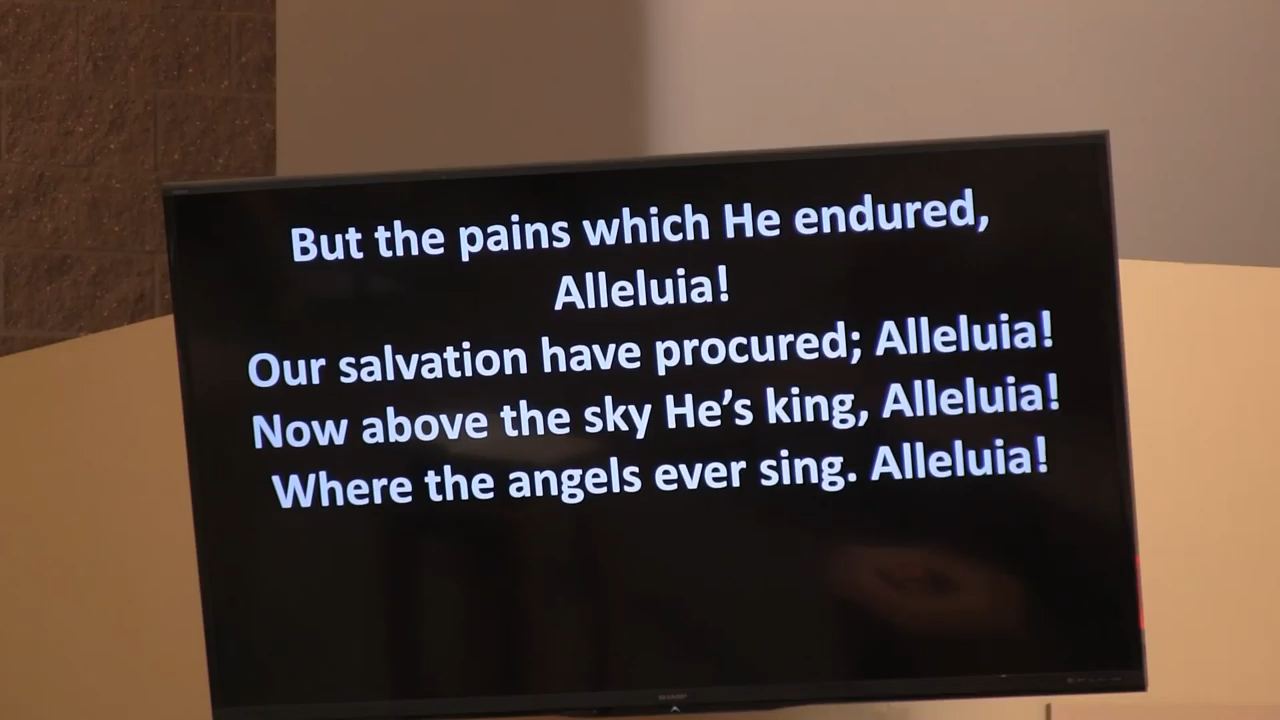 But the pains which He endured,
Alleluia!
Our salvation have procured; Alleluia!
Now above the sky He’s king, Alleluia!
Where the angels ever sing. Alleluia!
SHARP